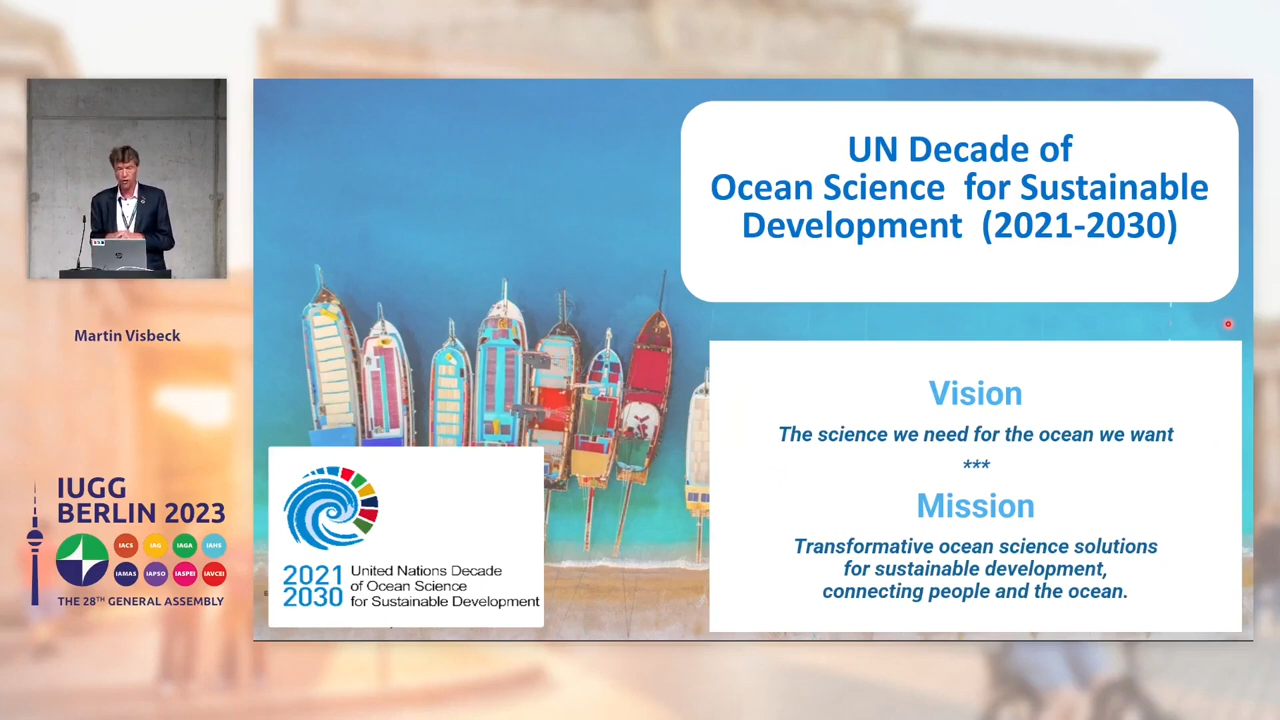 UN Decade of
Ocean Science for Sustainable
Development (2021-2030)
Martin Visbeck
Vision
The science we need for the ocean we want
***
Mission
Transformative ocean science solutions
for sustainable development,
connecting people and the ocean.
IUGG
BERLIN 2023
IACS IAG IAGA IAHS
IAMAS IAPSO IASPEI IAVCEI
THE 28TH GENERAL ASSEMBLY
2021
2030
United Nations Decade
of Ocean Science
for Sustainable Development
hp